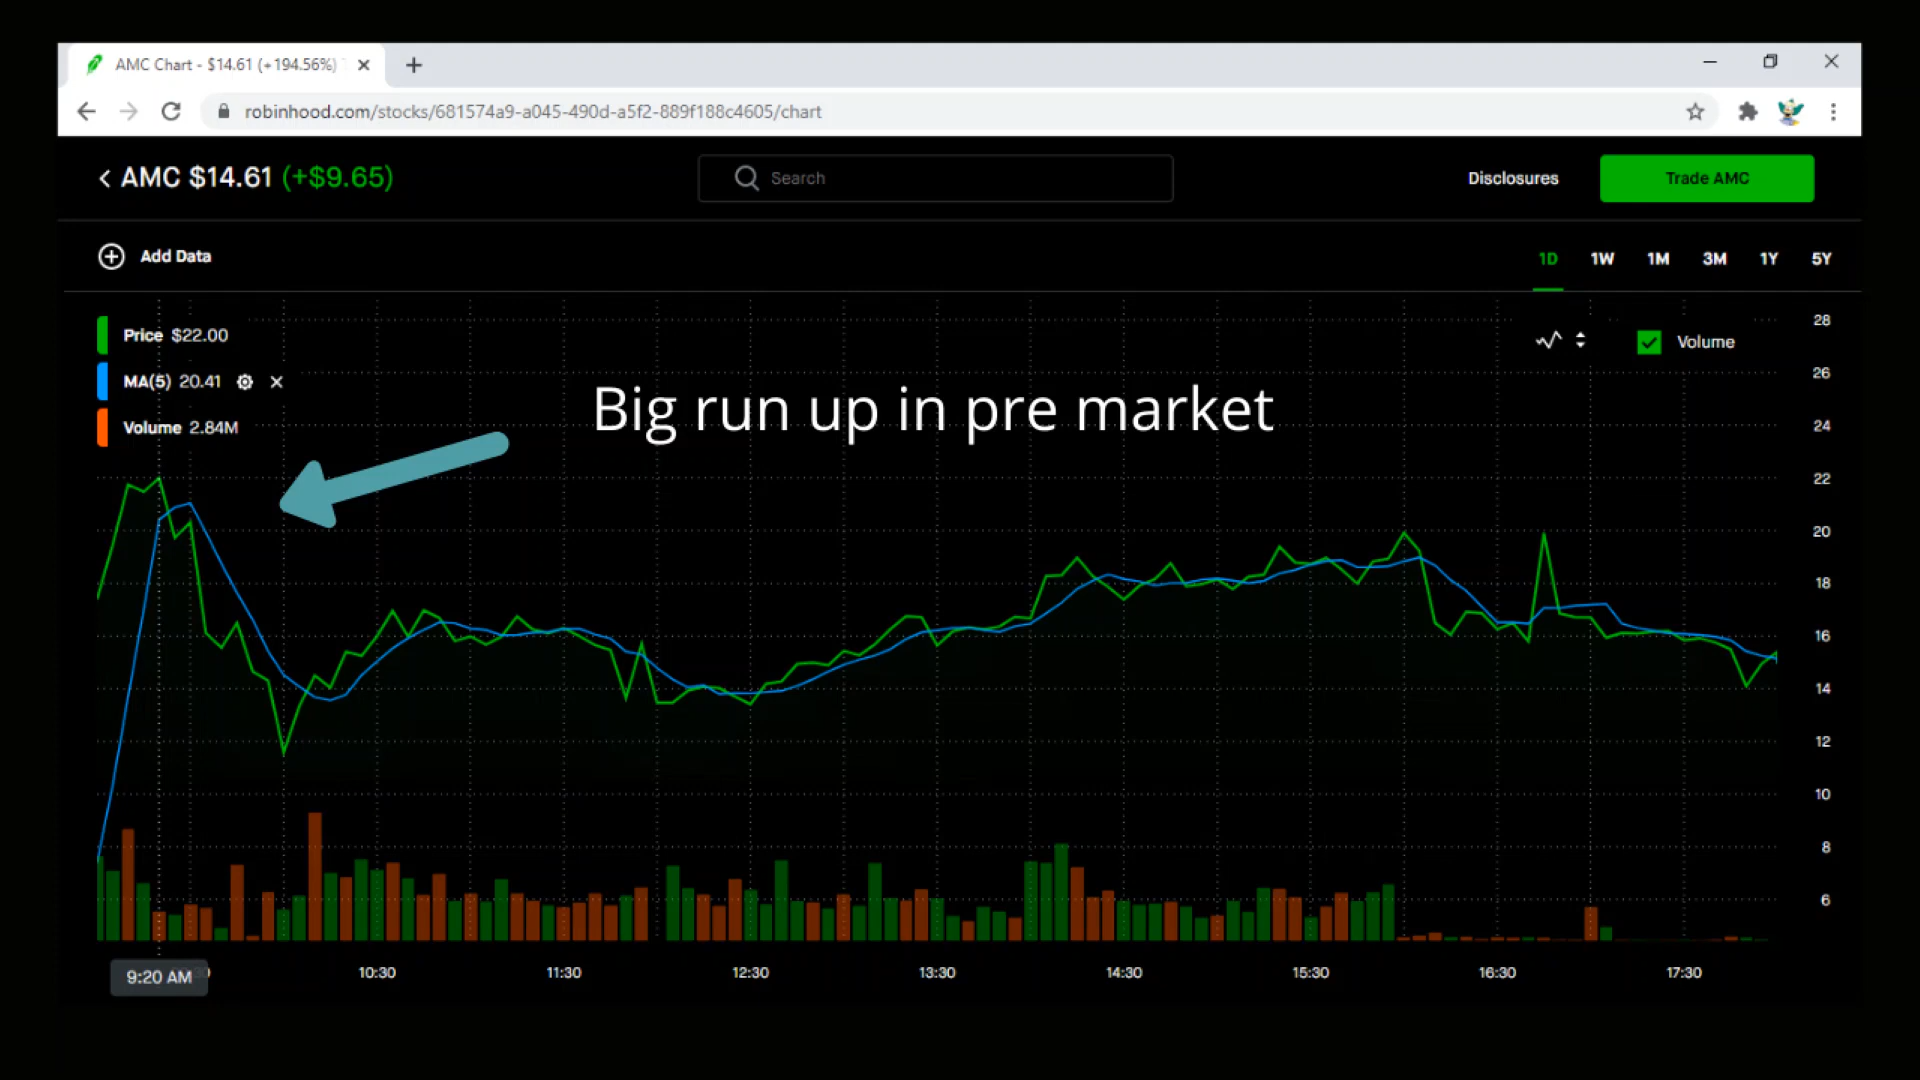 AMC Chart - $14.61 (+194.56%)
robinhood.com/stocks/681574a9-a045-490d-a5f2-889f188c4605/chart
AMC $14.61 (+$9.65)
Search
Disclosures
Trade AMC
Add Data
1D 1W 1M 3M 1Y 5Y
Price $22.00
Volume
MA(5) 20.41
Volume 2.84M
Big run up in pre market
28
26
24
22
20
18
16
14
12
10
8
6
9:20 AM
10:30 11:30 12:30 13:30 14:30 15:30 16:30 17:30